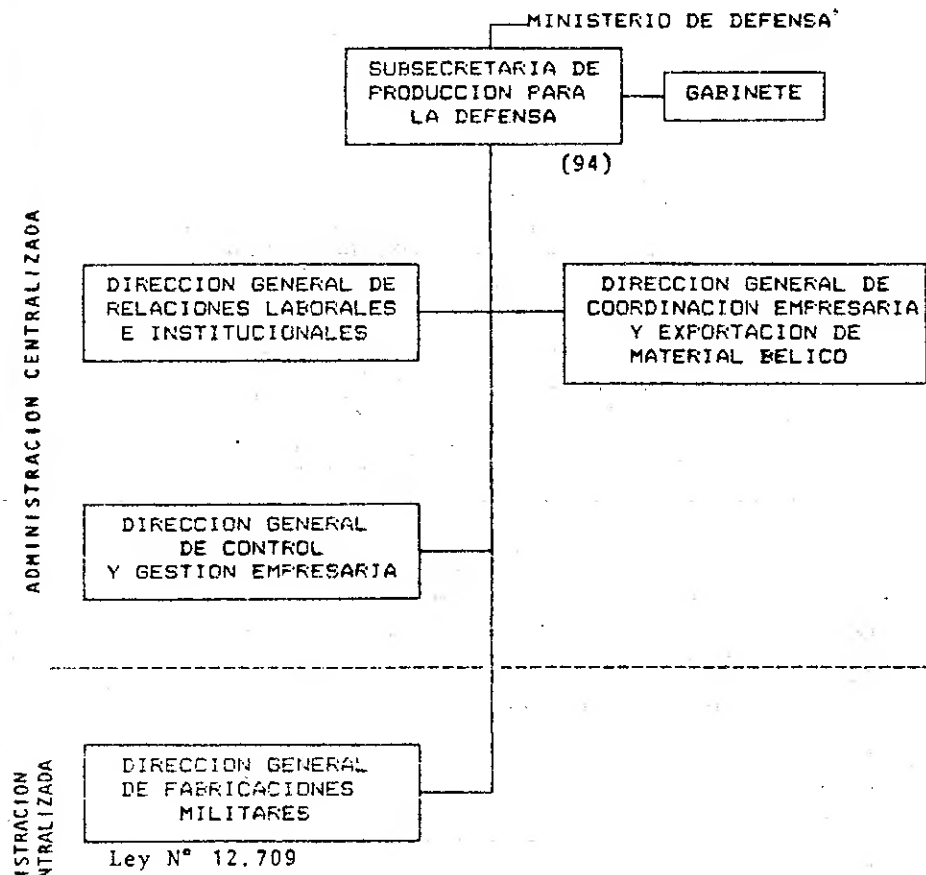 MINISTERIO DE DEFENSA
SUBSECRETARIA DE
PRODUCCION PARA
LA DEFENSA
GABINETE
(94)
ADMINISTRACION CENTRALIZADA
DIRECCION GENERAL DE
RELACIONES LABORALES
E INSTITUCIONALES
DIRECCION GENERAL DE
COORDINACION EMPRESARIA
Y EXPORTACION DE
MATERIAL BELICO
DIRECCION GENERAL
DE CONTROL
Y GESTION EMPRESARIA
DIRECCION GENERAL
DE FABRICACIONES
MILITARES
Ley N° 12.709
ISTRACION
NTRALIZADA